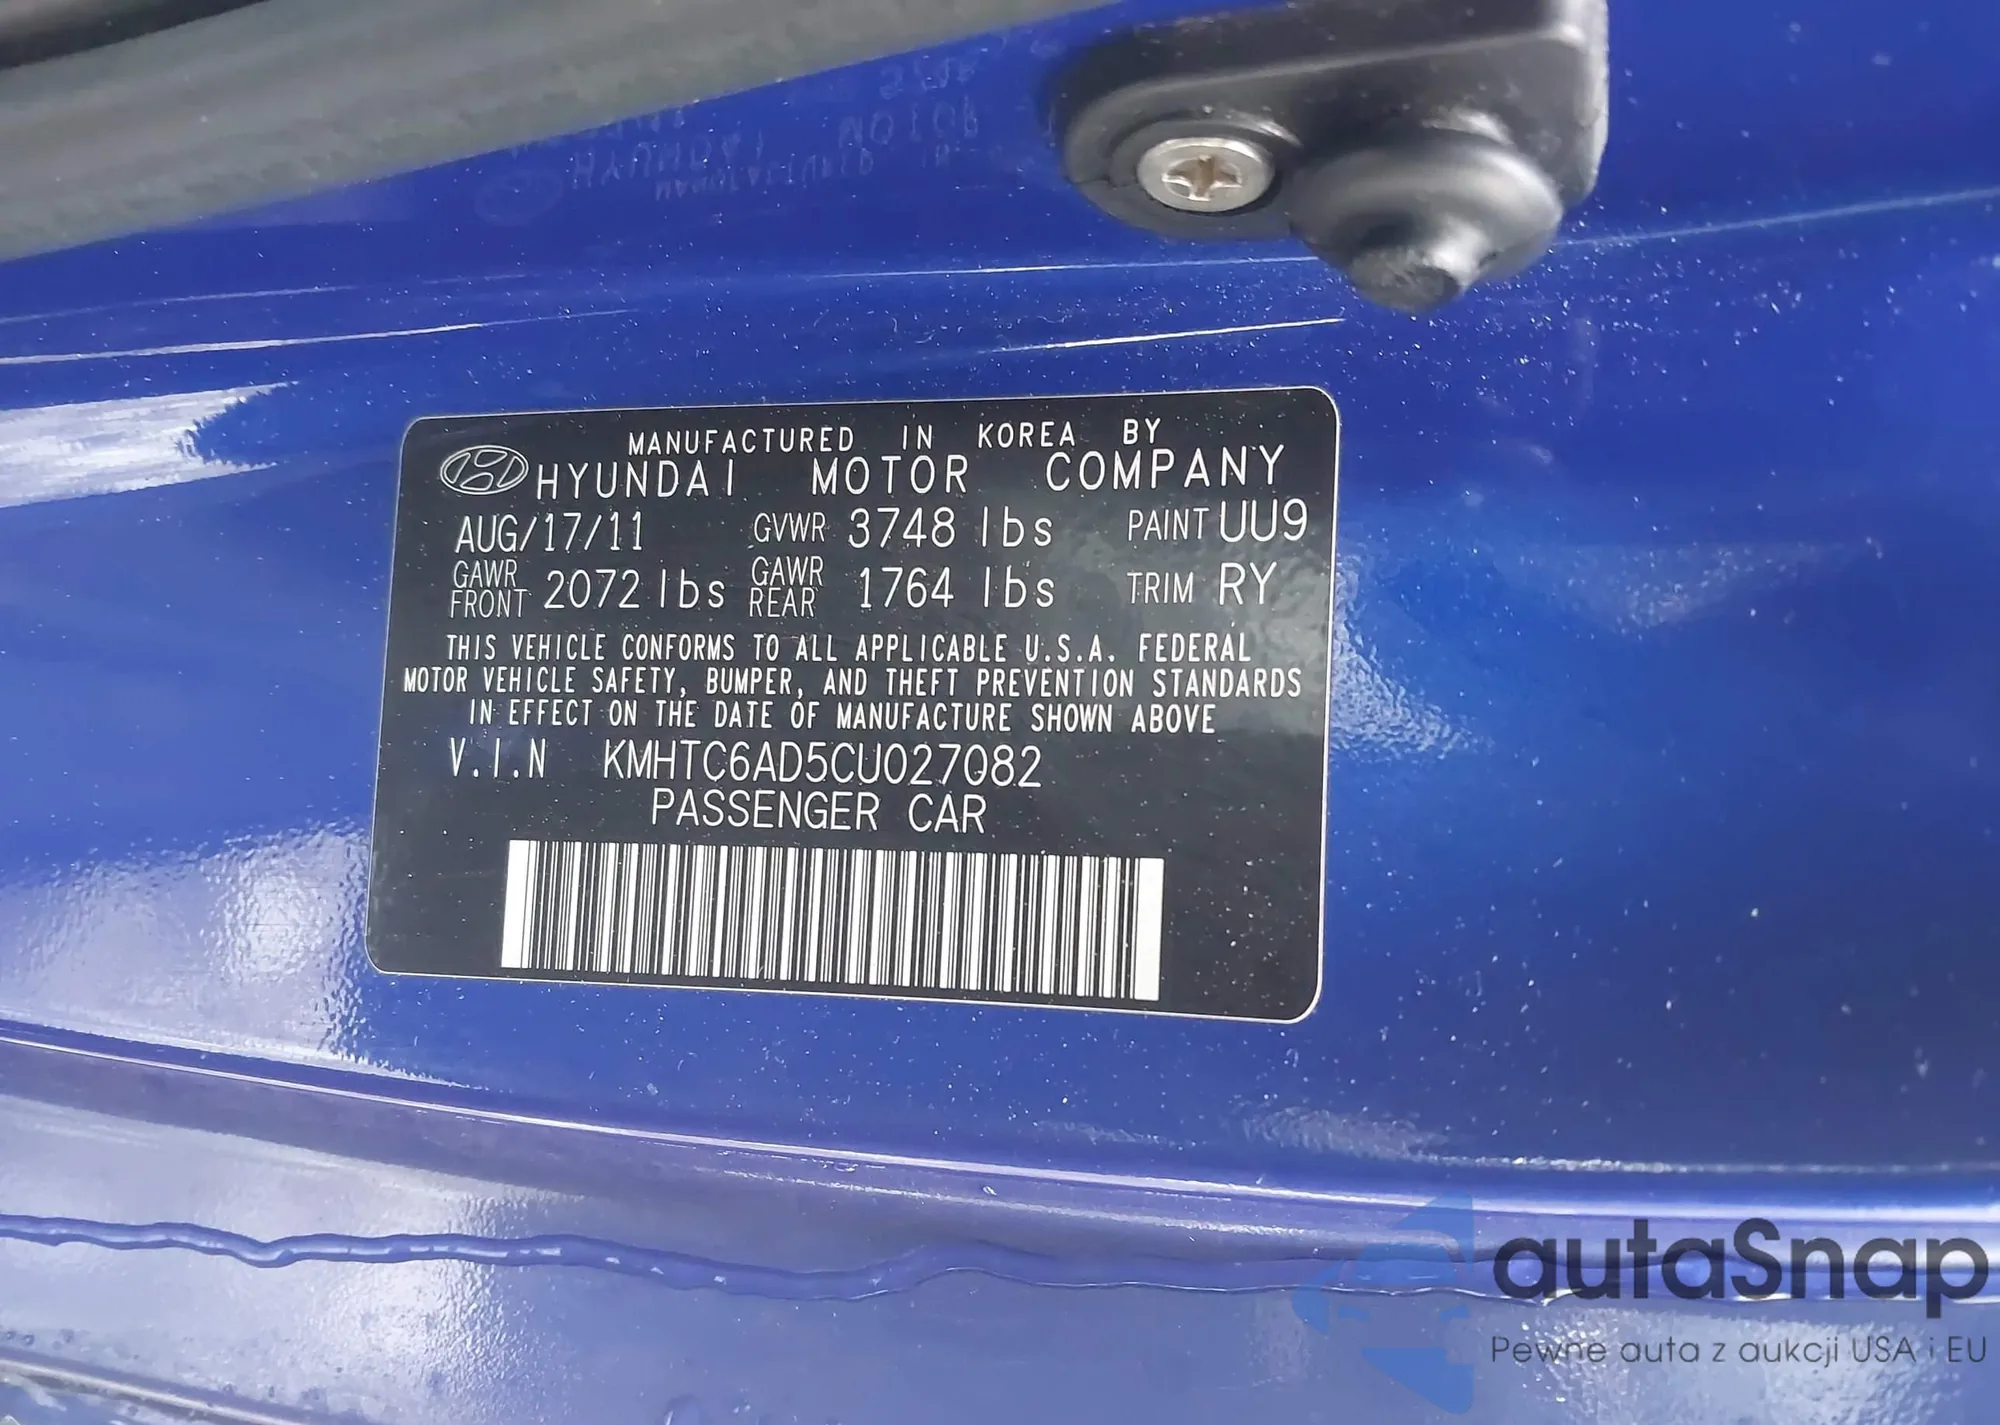 MANUFACTURED IN KOREA BY
HYUNDAI MOTOR COMPANY
AUG/17/11 GVWR 3748 lbs PAINT UU9
GAWR FRONT 2072 lbs GAWR REAR 1764 lbs TRIM RY
THIS VEHICLE CONFORMS TO ALL APPLICABLE U.S.A. FEDERAL
MOTOR VEHICLE SAFETY, BUMPER, AND THEFT PREVENTION STANDARDS
IN EFFECT ON THE DATE OF MANUFACTURE SHOWN ABOVE
V.I.N KMHTC6AD5CU027082
PASSENGER CAR
autaSnap
Pewne auta z aukcji USA i EU